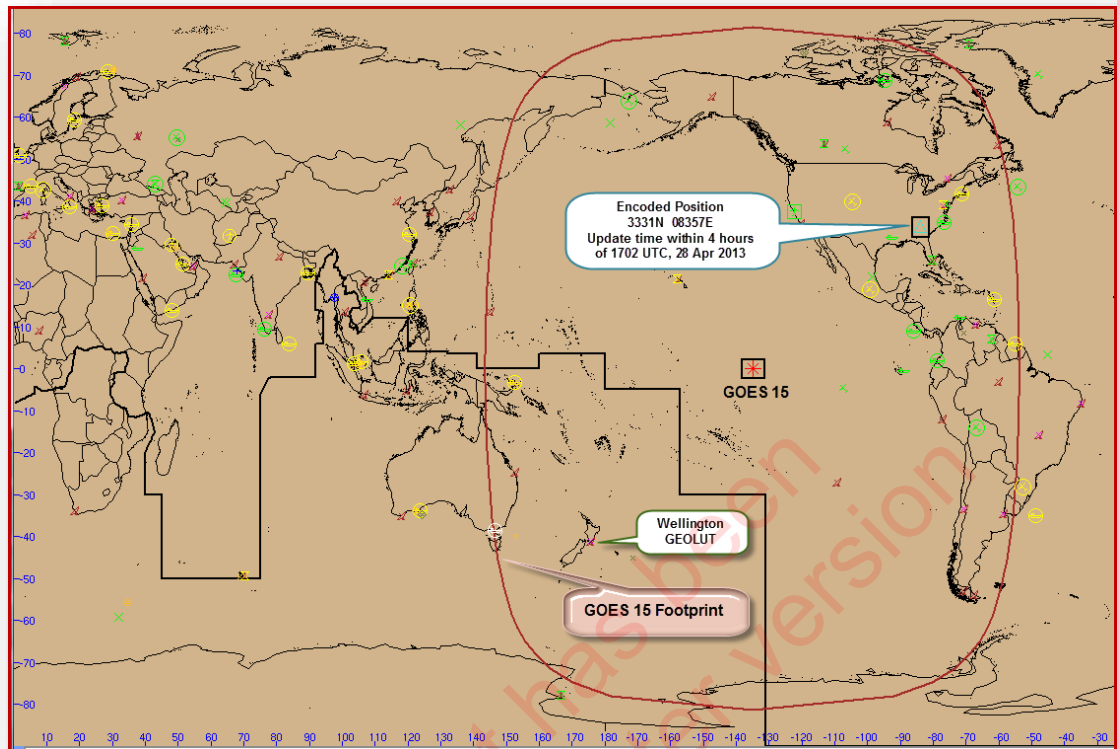 80
70
60
50
40
30
20
10
0
-10
-20
-30
-40
-50
-60
-70
-80
Encoded Position
3331N 08357E
Update time within 4 hours
of 1702 UTC, 28 Apr 2013
GOES 15
Wellington
GEOLUT
GOES 15 Footprint
has been
version
10 20 30 40 50 60 70 80 90 100 110 120 130 140 150 160 170 180 -170 -160 -150 -140 -130 -120 -110 -100 -90 -80 -70 -60 -50 -40 -30